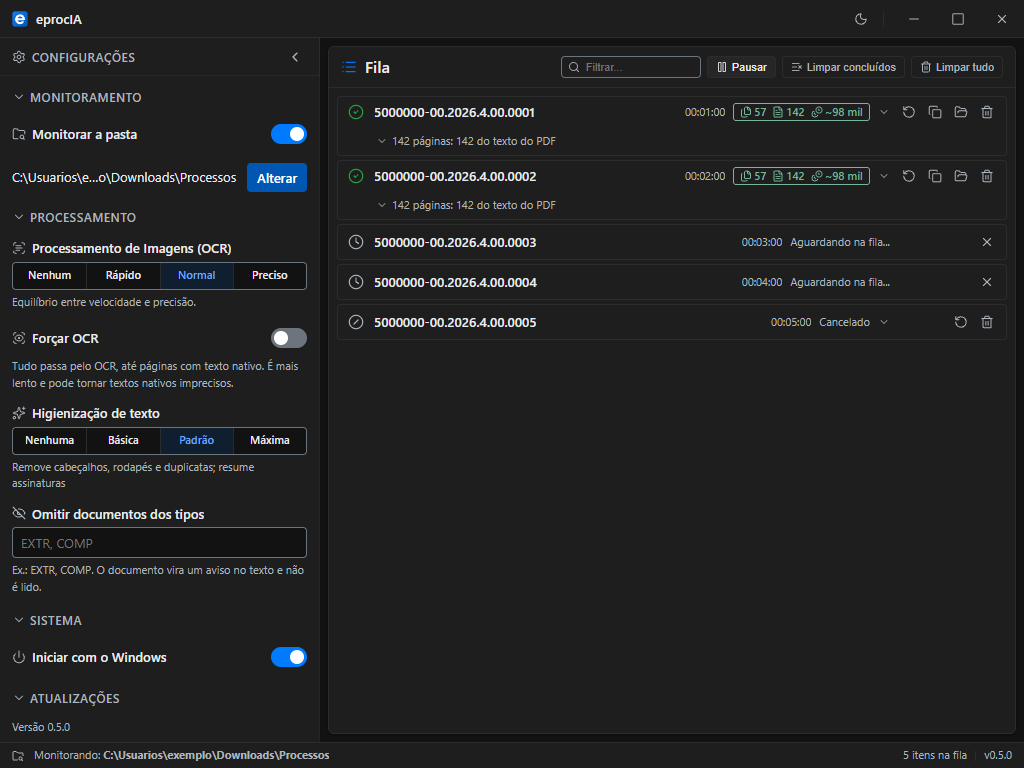 eprocIA
CONFIGURAÇÕES
MONITORAMENTO
Monitorar a pasta
C:\Usuarios\e...o\Downloads\Processos
Alterar
PROCESSAMENTO
Processamento de Imagens (OCR)
Nenhum Rápido Normal Preciso
Equilíbrio entre velocidade e precisão.
Forçar OCR
Tudo passa pelo OCR, até páginas com texto nativo. É mais
lento e pode tornar textos nativos imprecisos.
Higienização de texto
Nenhuma Básica Padrão Máxima
Remove cabeçalhos, rodapés e duplicatas; resume
assinaturas
Omitir documentos dos tipos
EXTR, COMP
Ex.: EXTR, COMP. O documento vira um aviso no texto e não
é lido.
SISTEMA
Iniciar com o Windows
ATUALIZAÇÕES
Versão 0.5.0
Fila
Filtrar...
Pausar
Limpar concluídos
Limpar tudo
5000000-00.2026.4.00.0001 00:01:00 57 142 ~98 mil
142 páginas: 142 do texto do PDF
5000000-00.2026.4.00.0002 00:02:00 57 142 ~98 mil
142 páginas: 142 do texto do PDF
5000000-00.2026.4.00.0003 00:03:00 Aguardando na fila...
5000000-00.2026.4.00.0004 00:04:00 Aguardando na fila...
5000000-00.2026.4.00.0005 00:05:00 Cancelado
Monitorando: C:\Usuarios\exemplo\Downloads\Processos
5 itens na fila v0.5.0